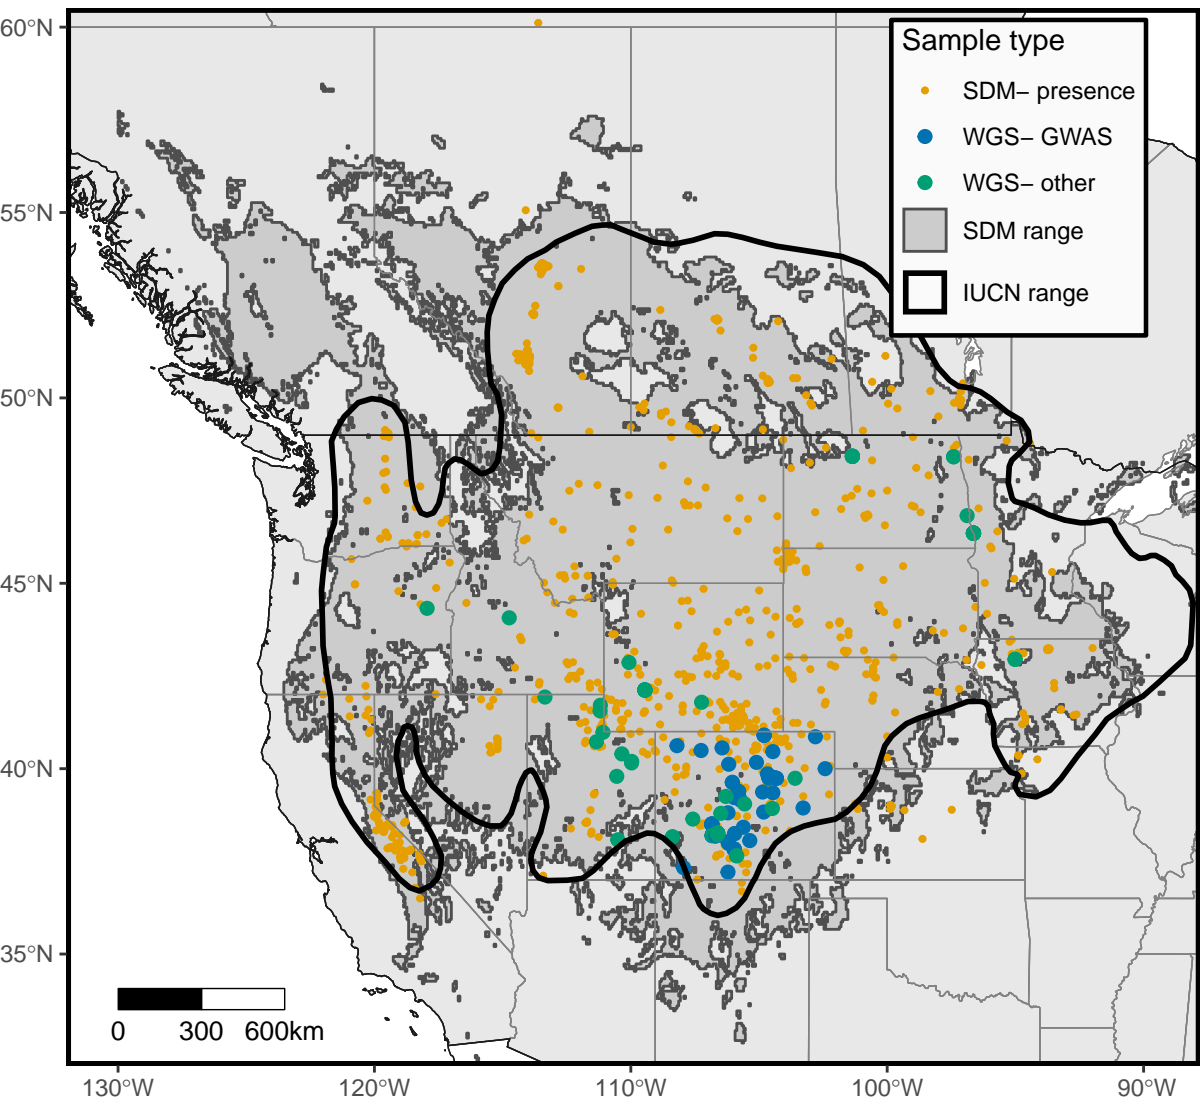 60°N
55°N
50°N
45°N
40°N
35°N
Sample type
SDM− presence
WGS− GWAS
WGS− other
SDM range
IUCN range
0 300 600km
130°W 120°W 110°W 100°W 90°W